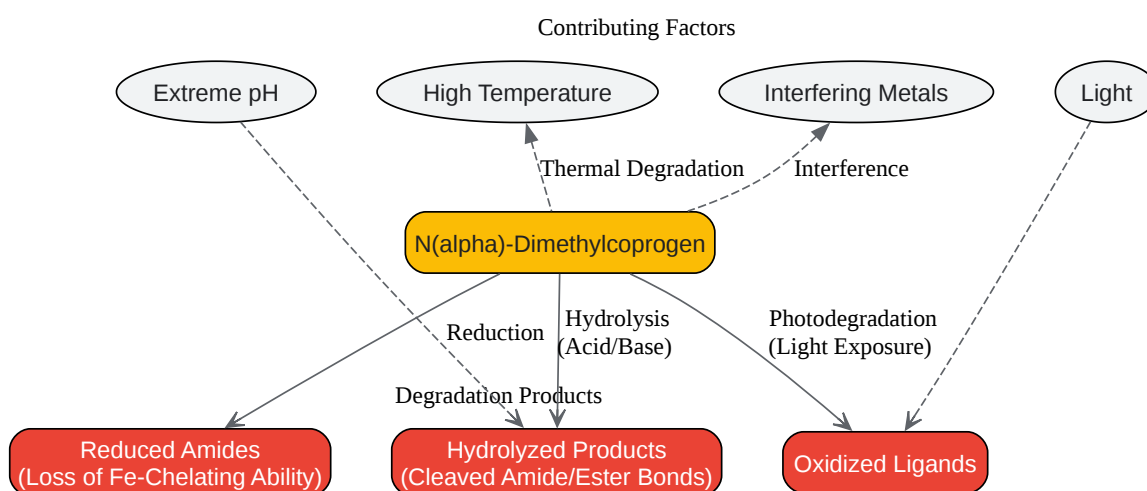 Contributing Factors
Extreme pH
High Temperature
Interfering Metals
Light
Thermal Degradation
Interference
N(alpha)-Dimethylcoprogen
Reduction
Hydrolysis
(Acid/Base)
Photodegradation
(Light Exposure)
Degradation Products
Reduced Amides
(Loss of Fe-Chelating Ability)
Hydrolyzed Products
(Cleaved Amide/Ester Bonds)
Oxidized Ligands